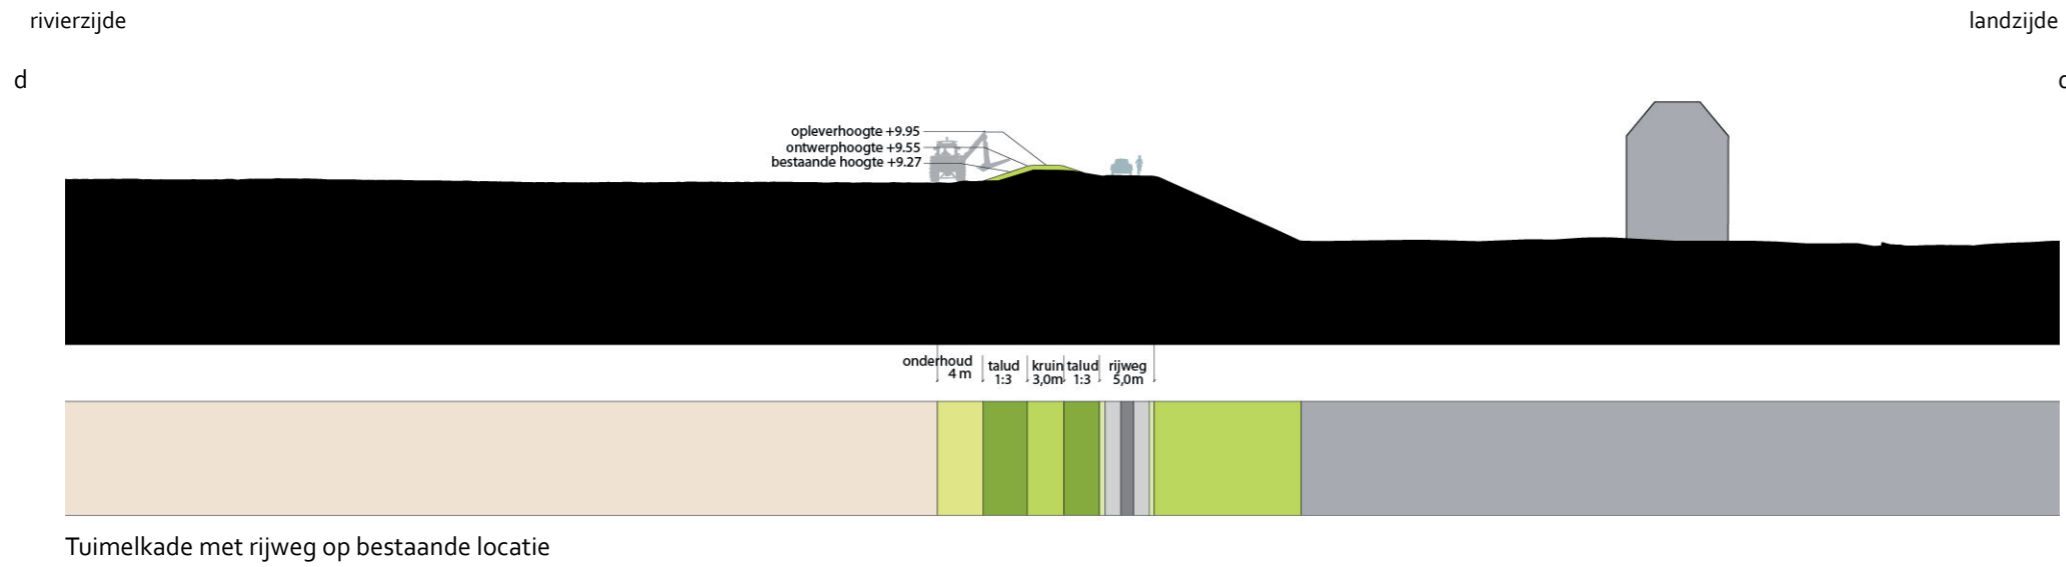 rivierzijde
landzijde
d
opleverhoogte +9.95
ontwerphoogte +9.55
bestaande hoogte +9.27
onderhoud
4 m
talud
1:3
kruin
3,0m
talud
1:3
rijweg
5,0m
Tuimelkade met rijweg op bestaande locatie